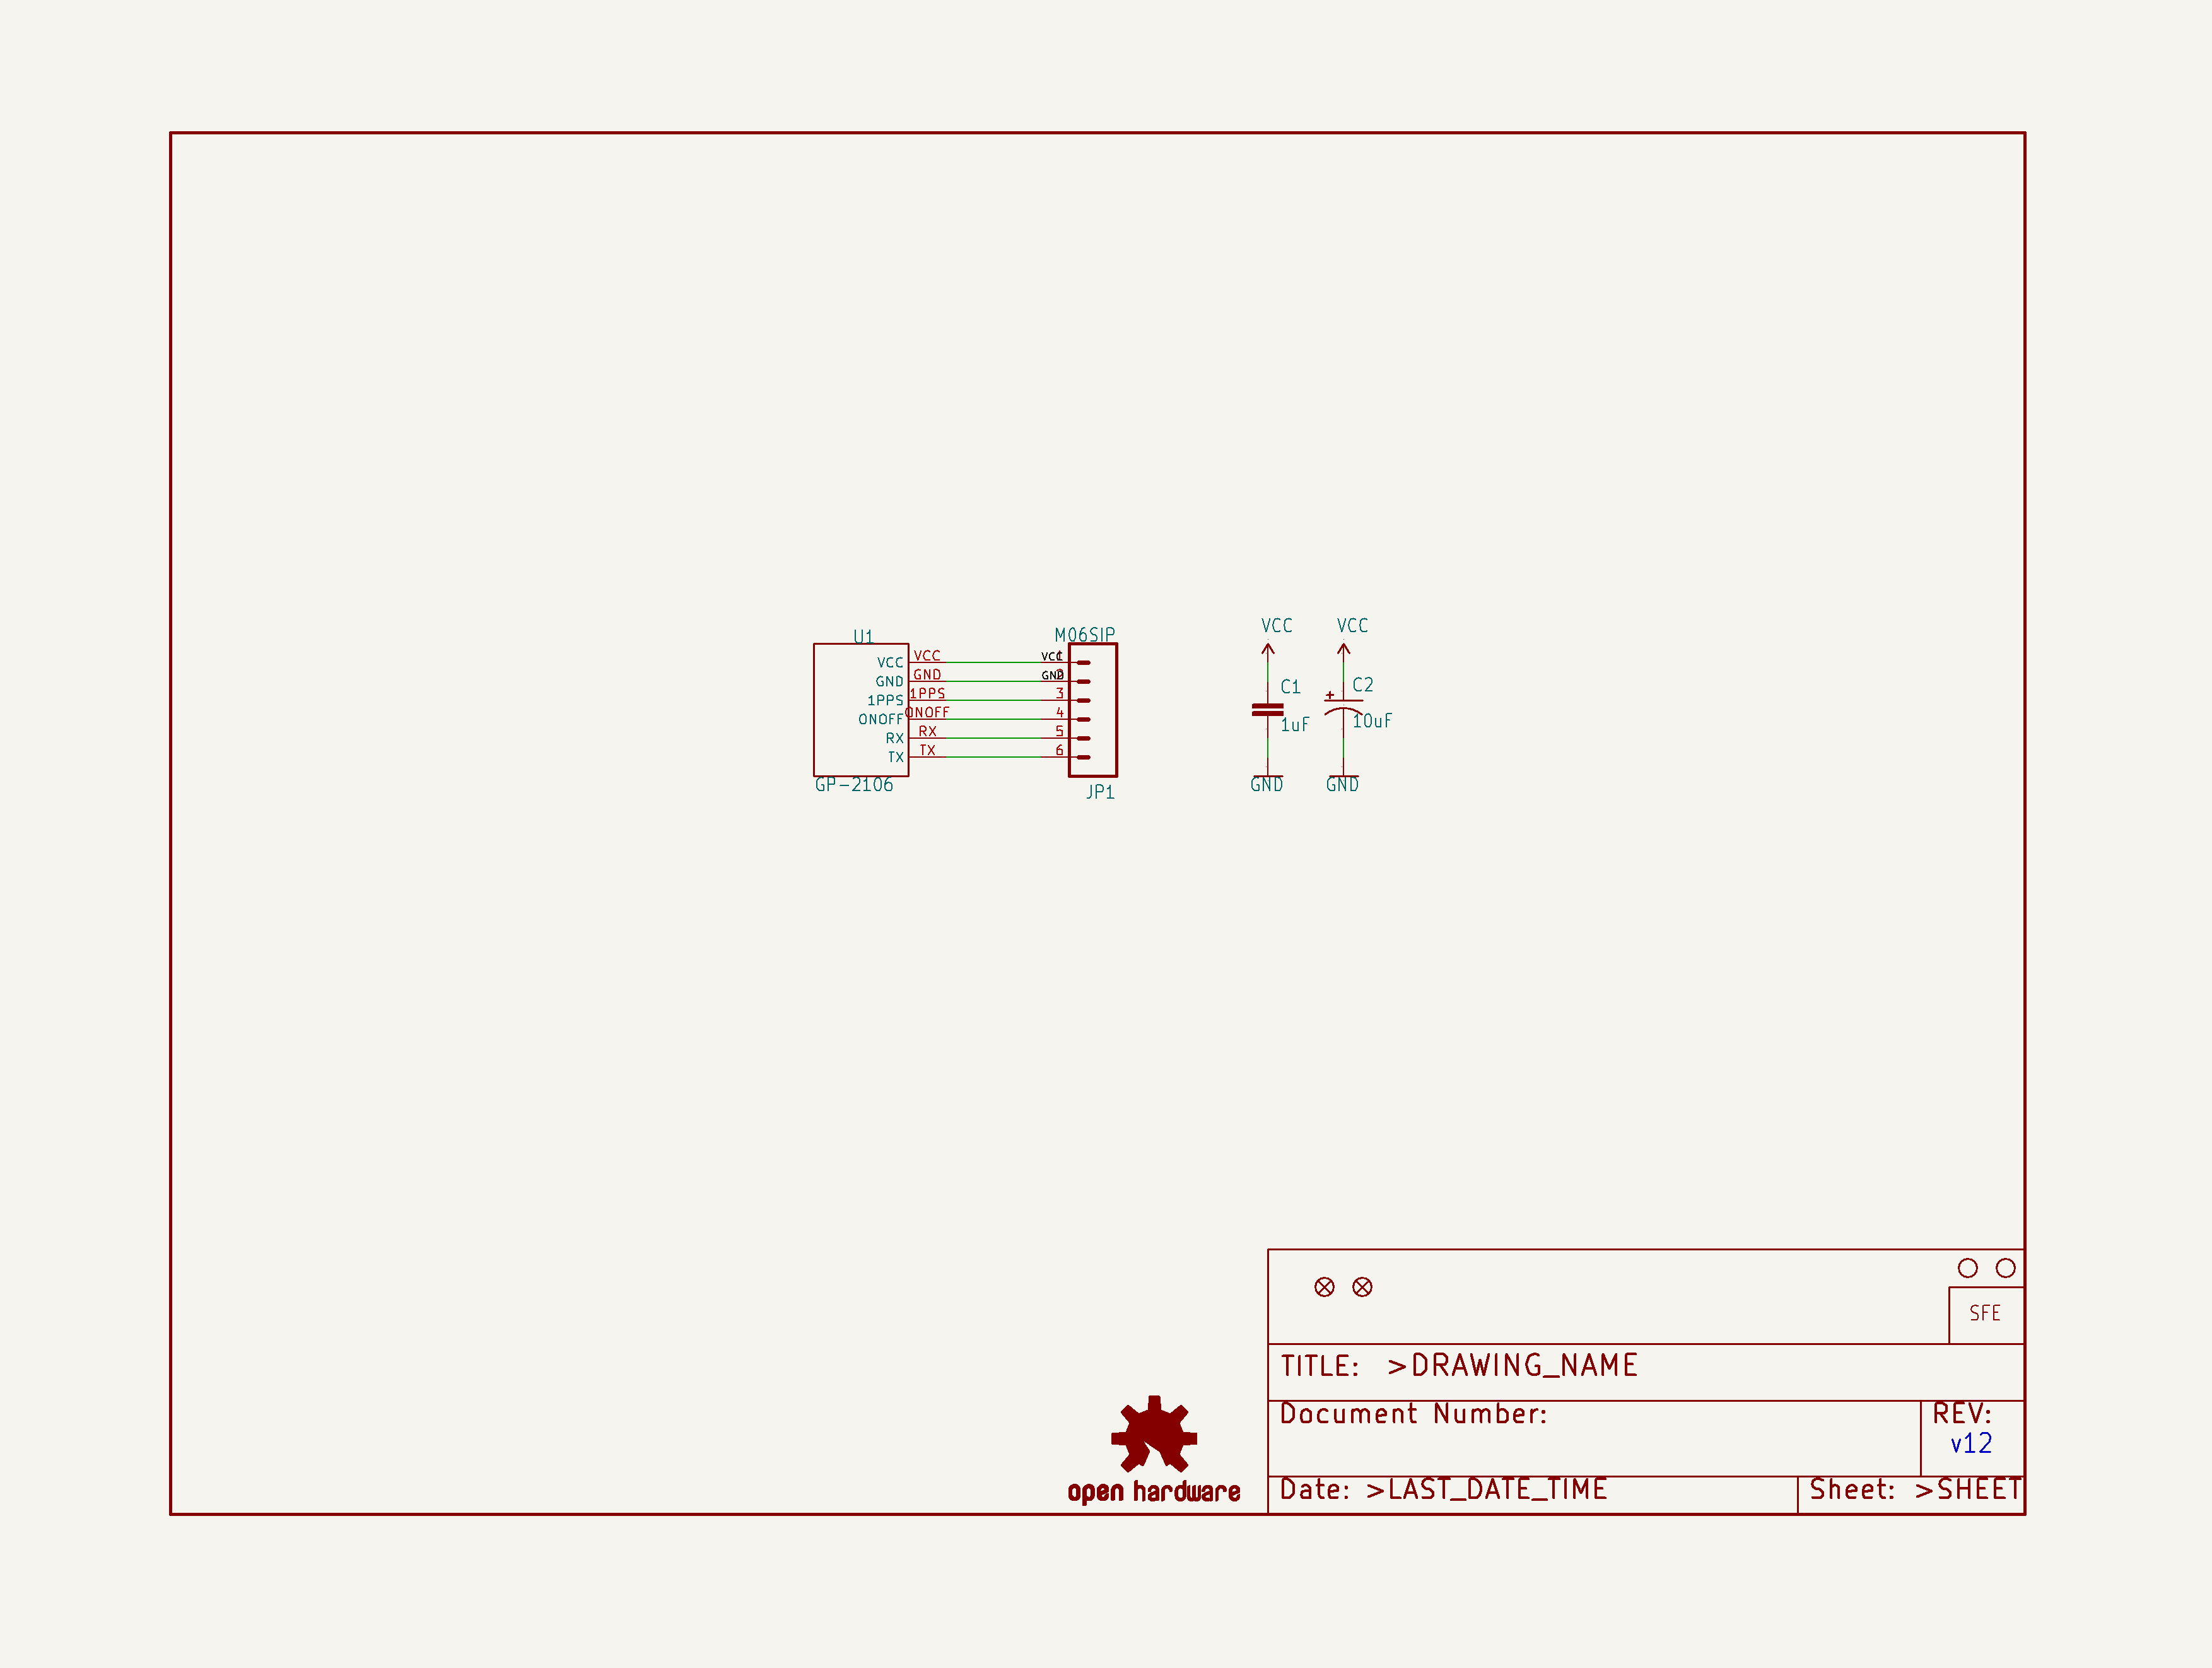 U1
VCC VCC
GND GND
1PPS 1PPS
ONOFF ONOFF
RX RX
TX TX
GP-2106
M06SIP
VCC 1
GND 2
3
4
5
6
JP1
VCC
C1
1uF
GND
VCC
+ C2
10uF
GND
SFE
TITLE: >DRAWING_NAME
Document Number:
REV:
v12
Date: >LAST_DATE_TIME
Sheet: >SHEET
open hardware